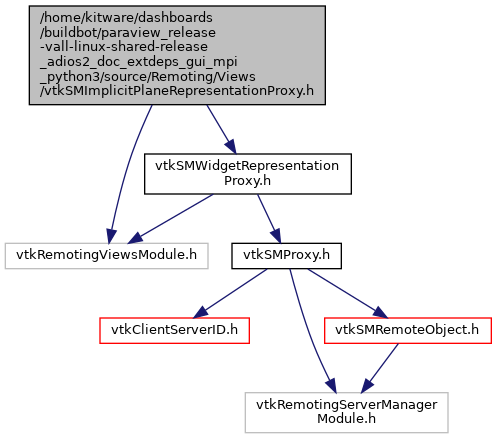 /home/kitware/dashboards
/buildbot/paraview_release
-vall-linux-shared-release
_adios2_doc_extdeps_gui_mpi
_python3/source/Remoting/Views
/vtkSMImplicitPlaneRepresentationProxy.h
vtkSMWidgetRepresentation
Proxy.h
vtkRemotingViewsModule.h
vtkSMProxy.h
vtkClientServerID.h
vtkSMRemoteObject.h
vtkRemotingServerManager
Module.h